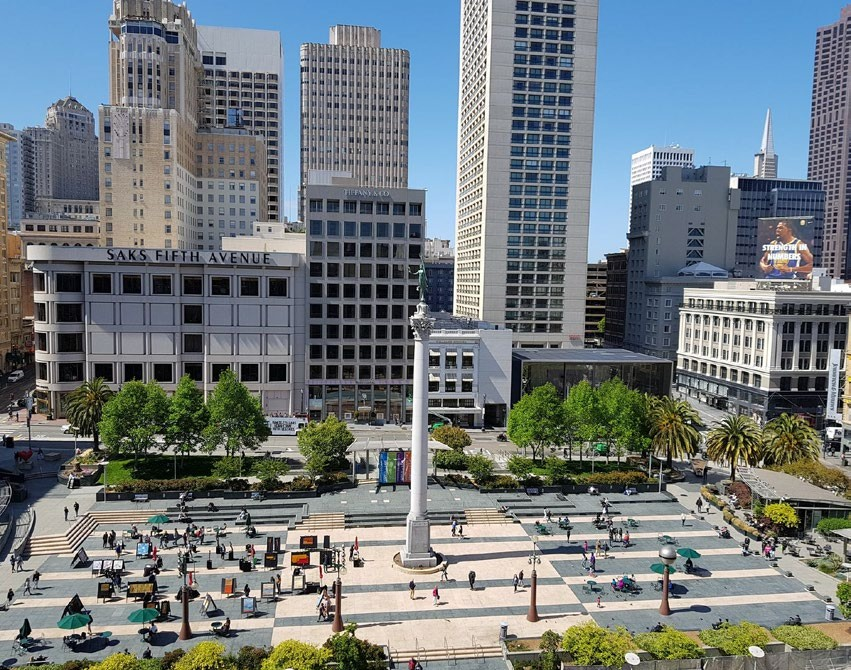 SAKS FIFTH AVENUE
TIFFANY & CO.
STRENGTH IN
NUMBERS